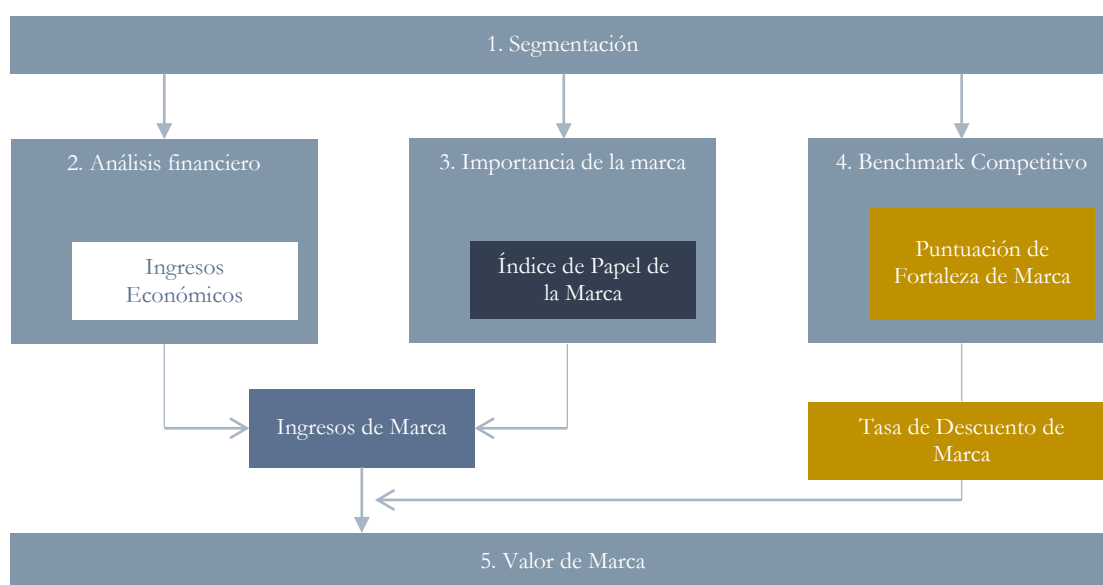 1. Segmentación
2. Análisis financiero
3. Importancia de la marca
4. Benchmark Competitivo
Ingresos
Económicos
Índice de Papel de
la Marca
Puntuación de
Fortaleza de Marca
Ingresos de Marca
Tasa de Descuento de
Marca
5. Valor de Marca